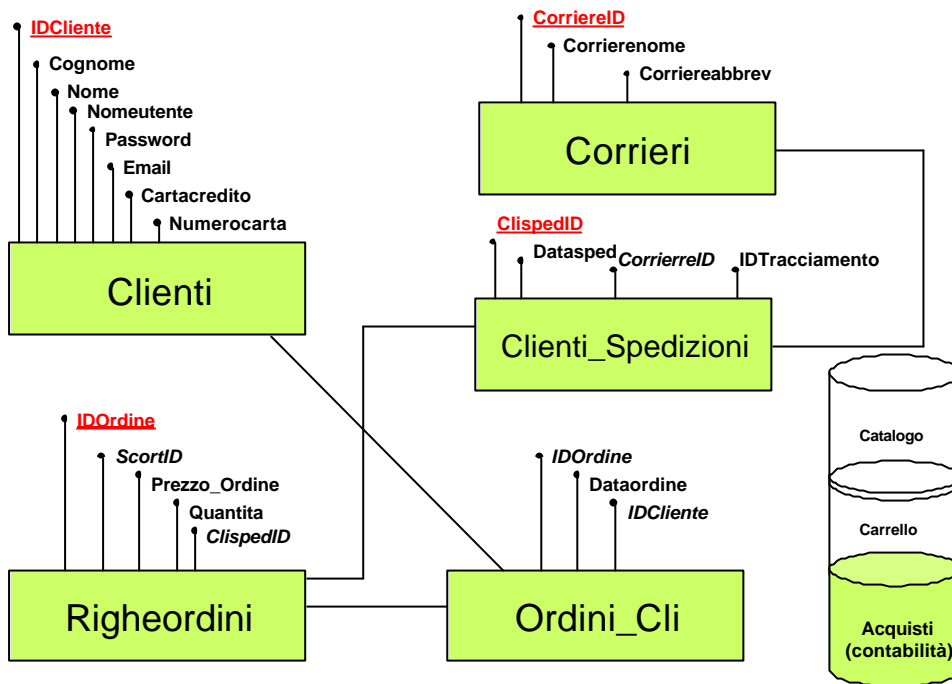 IDCliente
Cognome
Nome
Nomeutente
Password
Email
Cartacredito
Numerocarta
Clienti
CorriereID
Corrierenome
Corriereabbrev
Corrieri
ClispedID
Datasped
CorrierreID
IDTracciamento
Clienti_Spedizioni
IDOrdine
ScortID
Prezzo_Ordine
Quantita
ClispedID
Righeordini
IDOrdine
Dataordine
IDCliente
Ordini_Cli
Catalogo
Carrello
Acquisti
(contabilità)